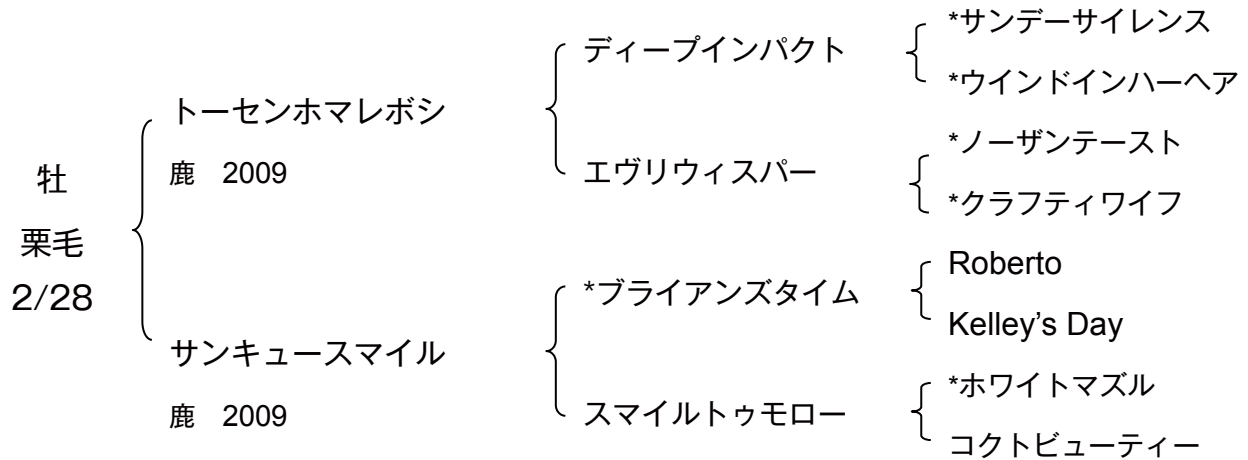 牡
栗毛
2/28
トーセンホマレボシ
鹿 2009
サンキュースマイル
鹿 2009
ディープインパクト
エヴリウィスパー
*ブライアンズタイム
スマイルトゥモロー
*サンデーサイレンス
*ウインドインハーヘア
*ノーザンテースト
*クラフティワイフ
Roberto
Kelley's Day
*ホワイトマズル
コクトビューティー